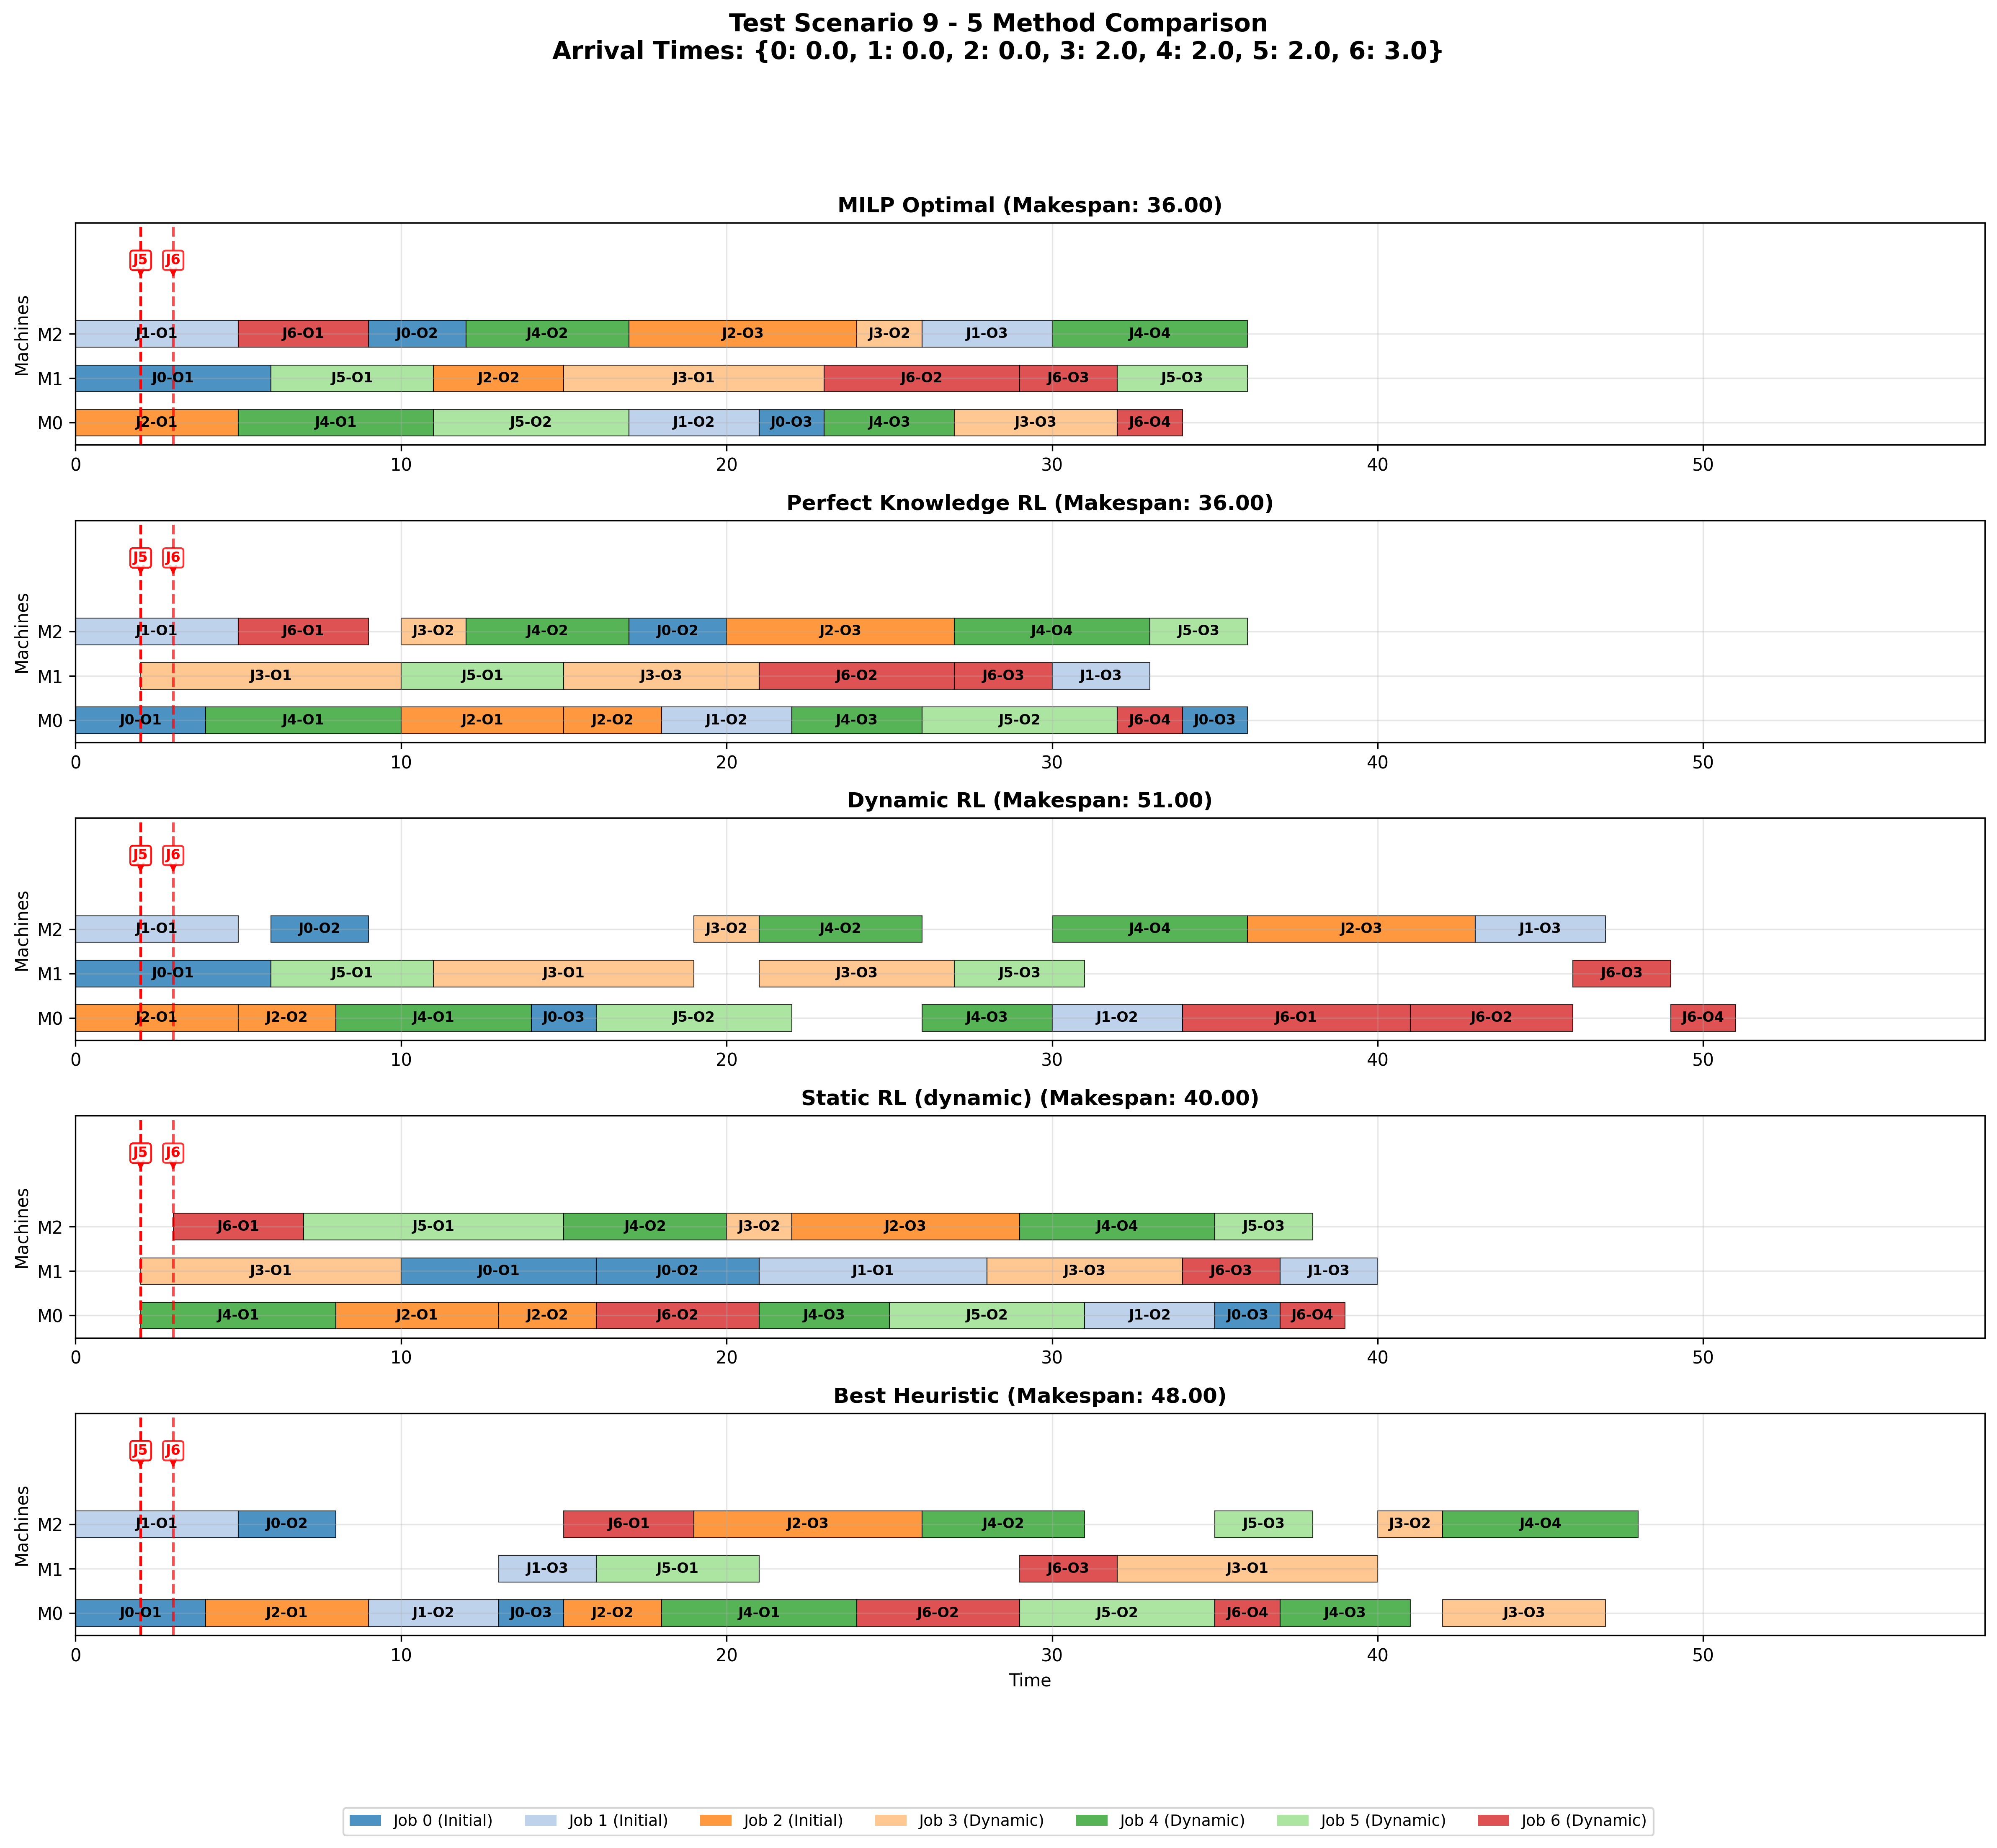 Test Scenario 9 - 5 Method Comparison
Arrival Times: {0: 0.0, 1: 0.0, 2: 0.0, 3: 2.0, 4: 2.0, 5: 2.0, 6: 3.0}
MILP Optimal (Makespan: 36.00)
J5 J6
Machines
M2 J1-O1 J6-O1 J0-O2 J4-O2 J2-O3 J3-O2 J1-O3 J4-O4
M1 J0-O1 J5-O1 J2-O2 J3-O1 J6-O2 J6-O3 J5-O3
M0 J2-O1 J4-O1 J5-O2 J1-O2 J0-O3 J4-O3 J3-O3 J6-O4
0 10 20 30 40 50
Perfect Knowledge RL (Makespan: 36.00)
J5 J6
Machines
M2 J1-O1 J6-O1 J3-O2 J4-O2 J0-O2 J2-O3 J4-O4 J5-O3
M1 J3-O1 J5-O1 J3-O3 J6-O2 J6-O3 J1-O3
M0 J0-O1 J4-O1 J2-O1 J2-O2 J1-O2 J4-O3 J5-O2 J6-O4 J0-O3
0 10 20 30 40 50
Dynamic RL (Makespan: 51.00)
J5 J6
Machines
M2 J1-O1 J0-O2 J3-O2 J4-O2 J4-O4 J2-O3 J1-O3
M1 J0-O1 J5-O1 J3-O1 J3-O3 J5-O3 J6-O3
M0 J2-O1 J2-O2 J4-O1 J0-O3 J5-O2 J4-O3 J1-O2 J6-O1 J6-O2 J6-O4
0 10 20 30 40 50
Static RL (dynamic) (Makespan: 40.00)
J5 J6
Machines
M2 J6-O1 J5-O1 J4-O2 J3-O2 J2-O3 J4-O4 J5-O3
M1 J3-O1 J0-O1 J0-O2 J1-O1 J3-O3 J6-O3 J1-O3
M0 J4-O1 J2-O1 J2-O2 J6-O2 J4-O3 J5-O2 J1-O2 J0-O3 J6-O4
0 10 20 30 40 50
Best Heuristic (Makespan: 48.00)
J5 J6
Machines
M2 J1-O1 J0-O2 J6-O1 J2-O3 J4-O2 J5-O3 J3-O2 J4-O4
M1 J1-O3 J5-O1 J6-O3 J3-O1
M0 J0-O1 J2-O1 J1-O2 J0-O3 J2-O2 J4-O1 J6-O2 J5-O2 J6-O4 J4-O3 J3-O3
0 10 20 30 40 50
Time
Job 0 (Initial) Job 1 (Initial) Job 2 (Initial) Job 3 (Dynamic) Job 4 (Dynamic) Job 5 (Dynamic) Job 6 (Dynamic)